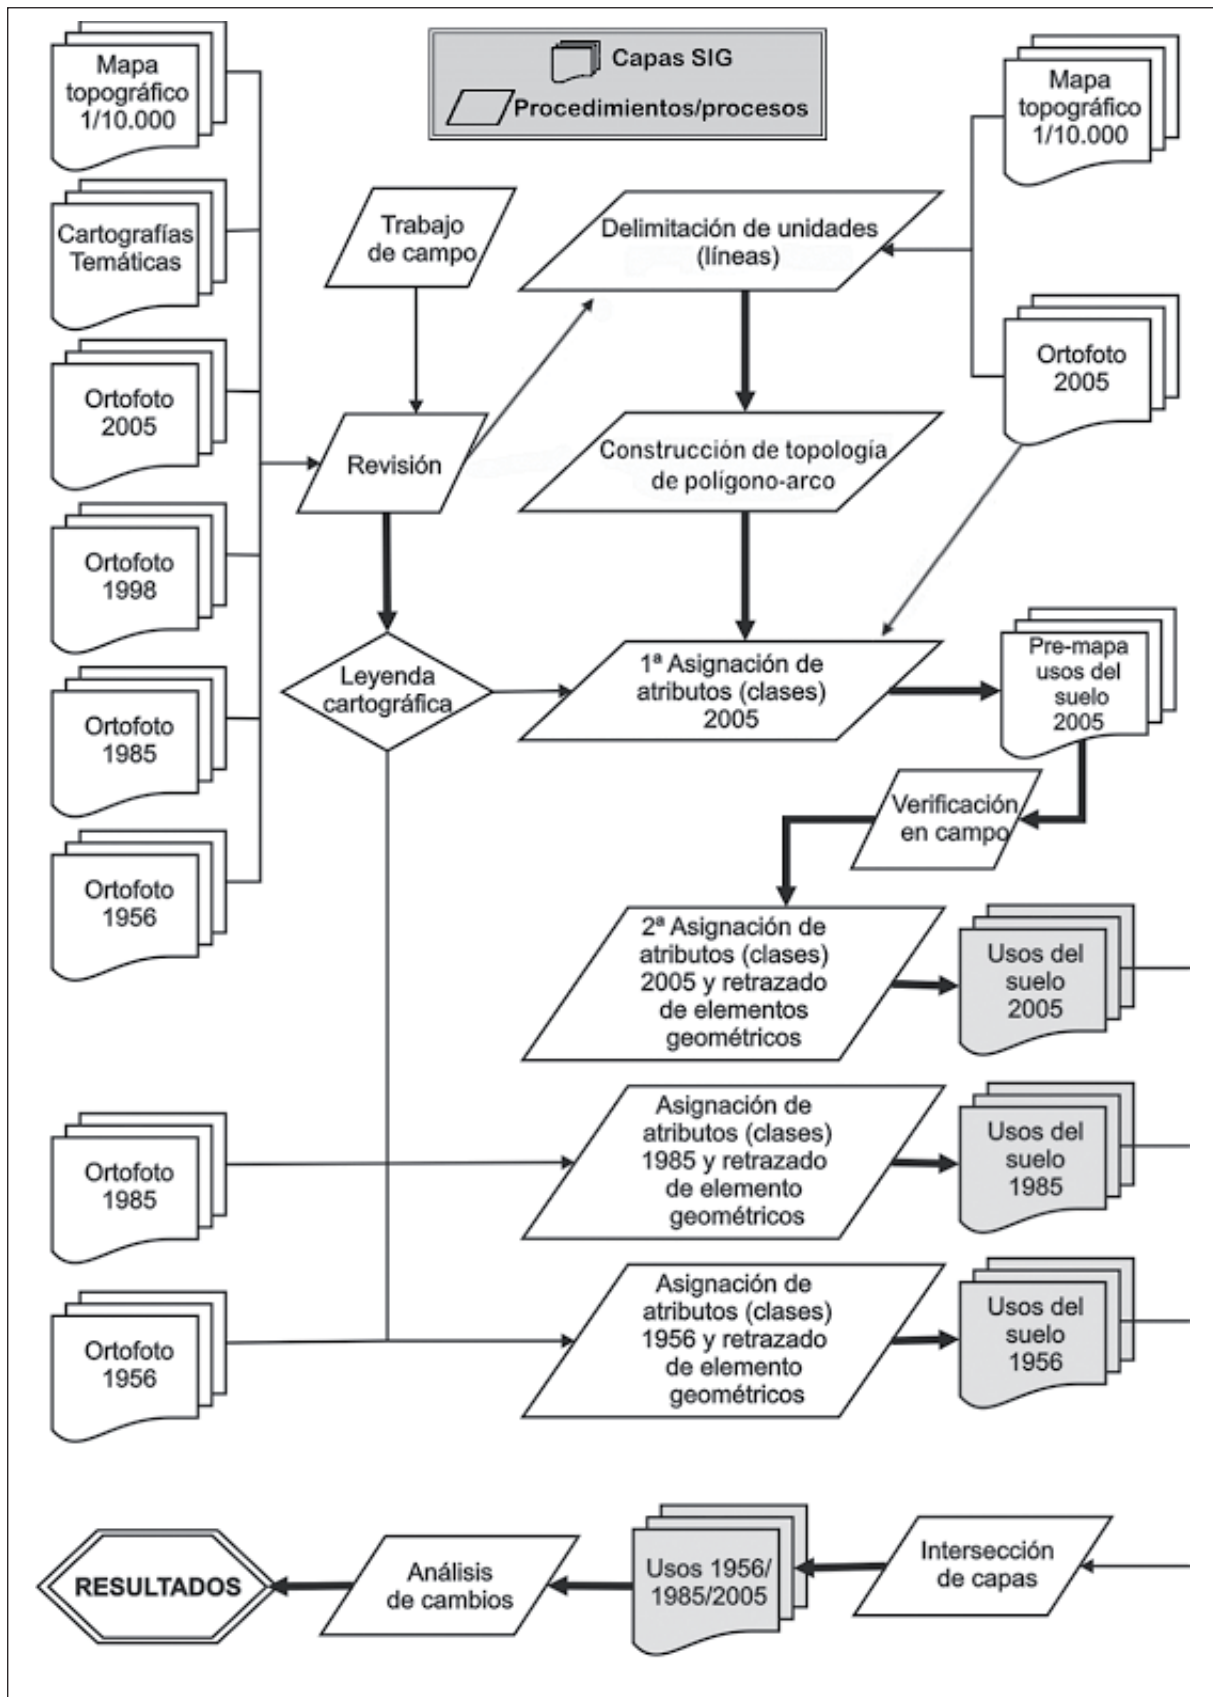 Capas SIG
Procedimientos/procesos
Mapa
topográfico
1/10.000
Cartografías
Temáticas
Ortofoto
2005
Ortofoto
1998
Ortofoto
1985
Ortofoto
1956
Trabajo
de campo
Revisión
Leyenda
cartográfica
Delimitación de unidades
(líneas)
Construcción de topología
de polígono-arco
1ª Asignación de
atributos (clases)
2005
Mapa
topográfico
1/10.000
Ortofoto
2005
Pre-mapa
usos del
suelo
2005
Verificación
en campo
2ª Asignación de
atributos (clases)
2005 y retrazado
de elementos
geométricos
Usos del
suelo
2005
Ortofoto
1985
Asignación de
atributos (clases)
1985 y retrazado
de elemento
geométricos
Usos del
suelo
1985
Ortofoto
1956
Asignación de
atributos (clases)
1956 y retrazado
de elemento
geométricos
Usos del
suelo
1956
Intersección
de capas
Usos 1956/
1985/2005
Análisis
de cambios
RESULTADOS